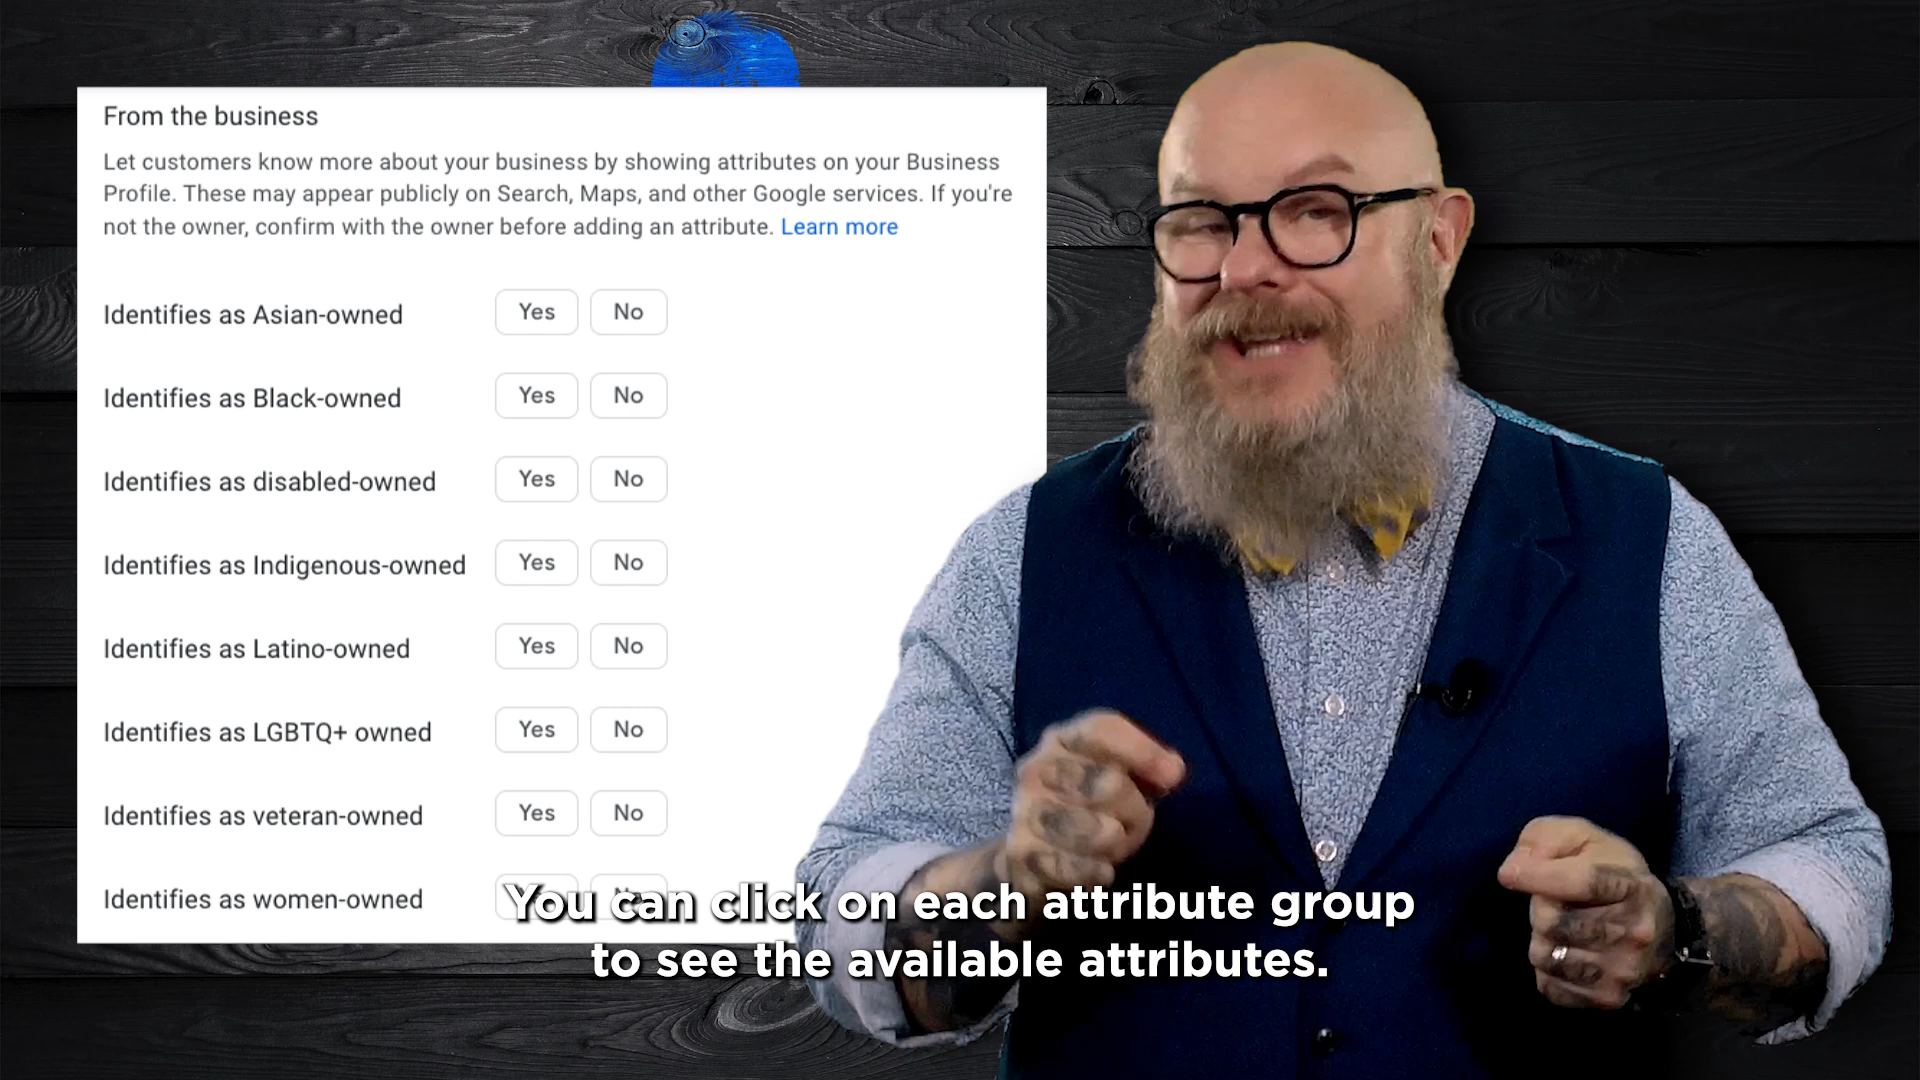 From the business
Let customers know more about your business by showing attributes on your Business
Profile. These may appear publicly on Search, Maps, and other Google services. If you're
not the owner, confirm with the owner before adding an attribute. Learn more
Identifies as Asian-owned Yes No
Identifies as Black-owned Yes No
Identifies as disabled-owned Yes No
Identifies as Indigenous-owned Yes No
Identifies as Latino-owned Yes No
Identifies as LGBTQ+ owned Yes No
Identifies as veteran-owned Yes No
Identifies as women-owned
You can click on each attribute group
to see the available attributes.